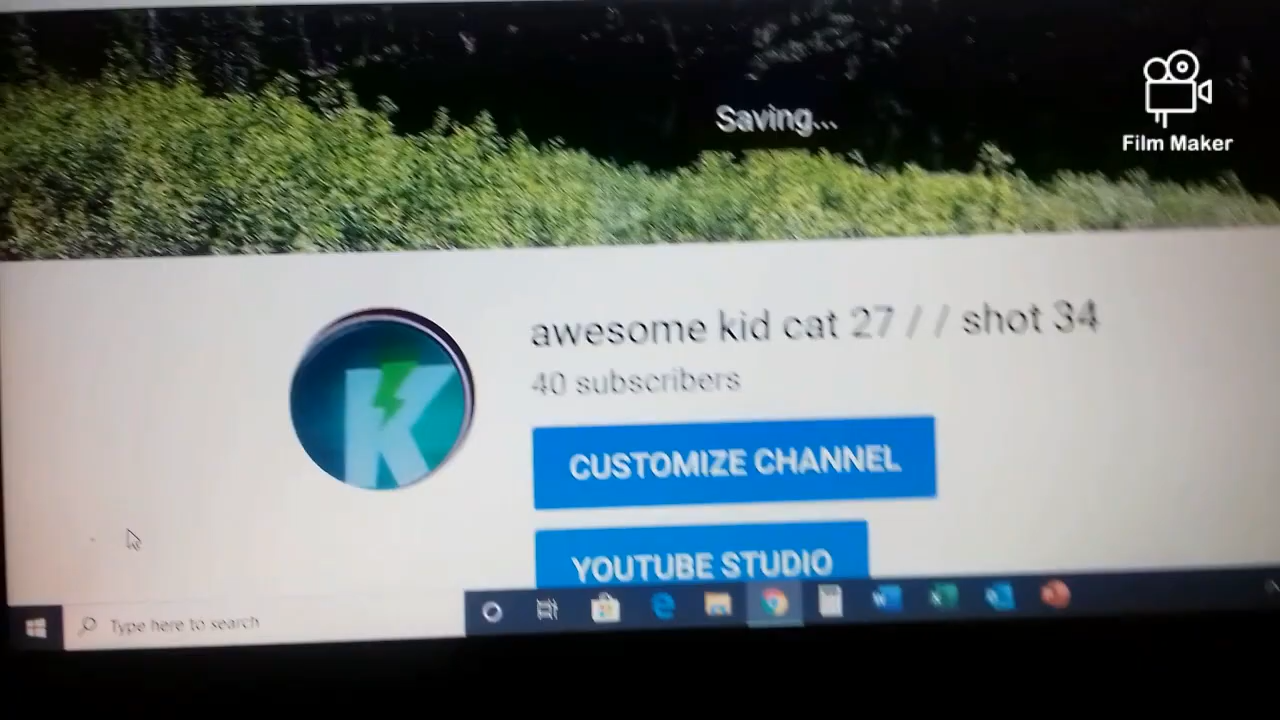 Saving...
Film Maker
awesome kid cat 27 / / shot 34
40 subscribers
CUSTOMIZE CHANNEL
YOUTUBE STUDIO
Type here to search
K